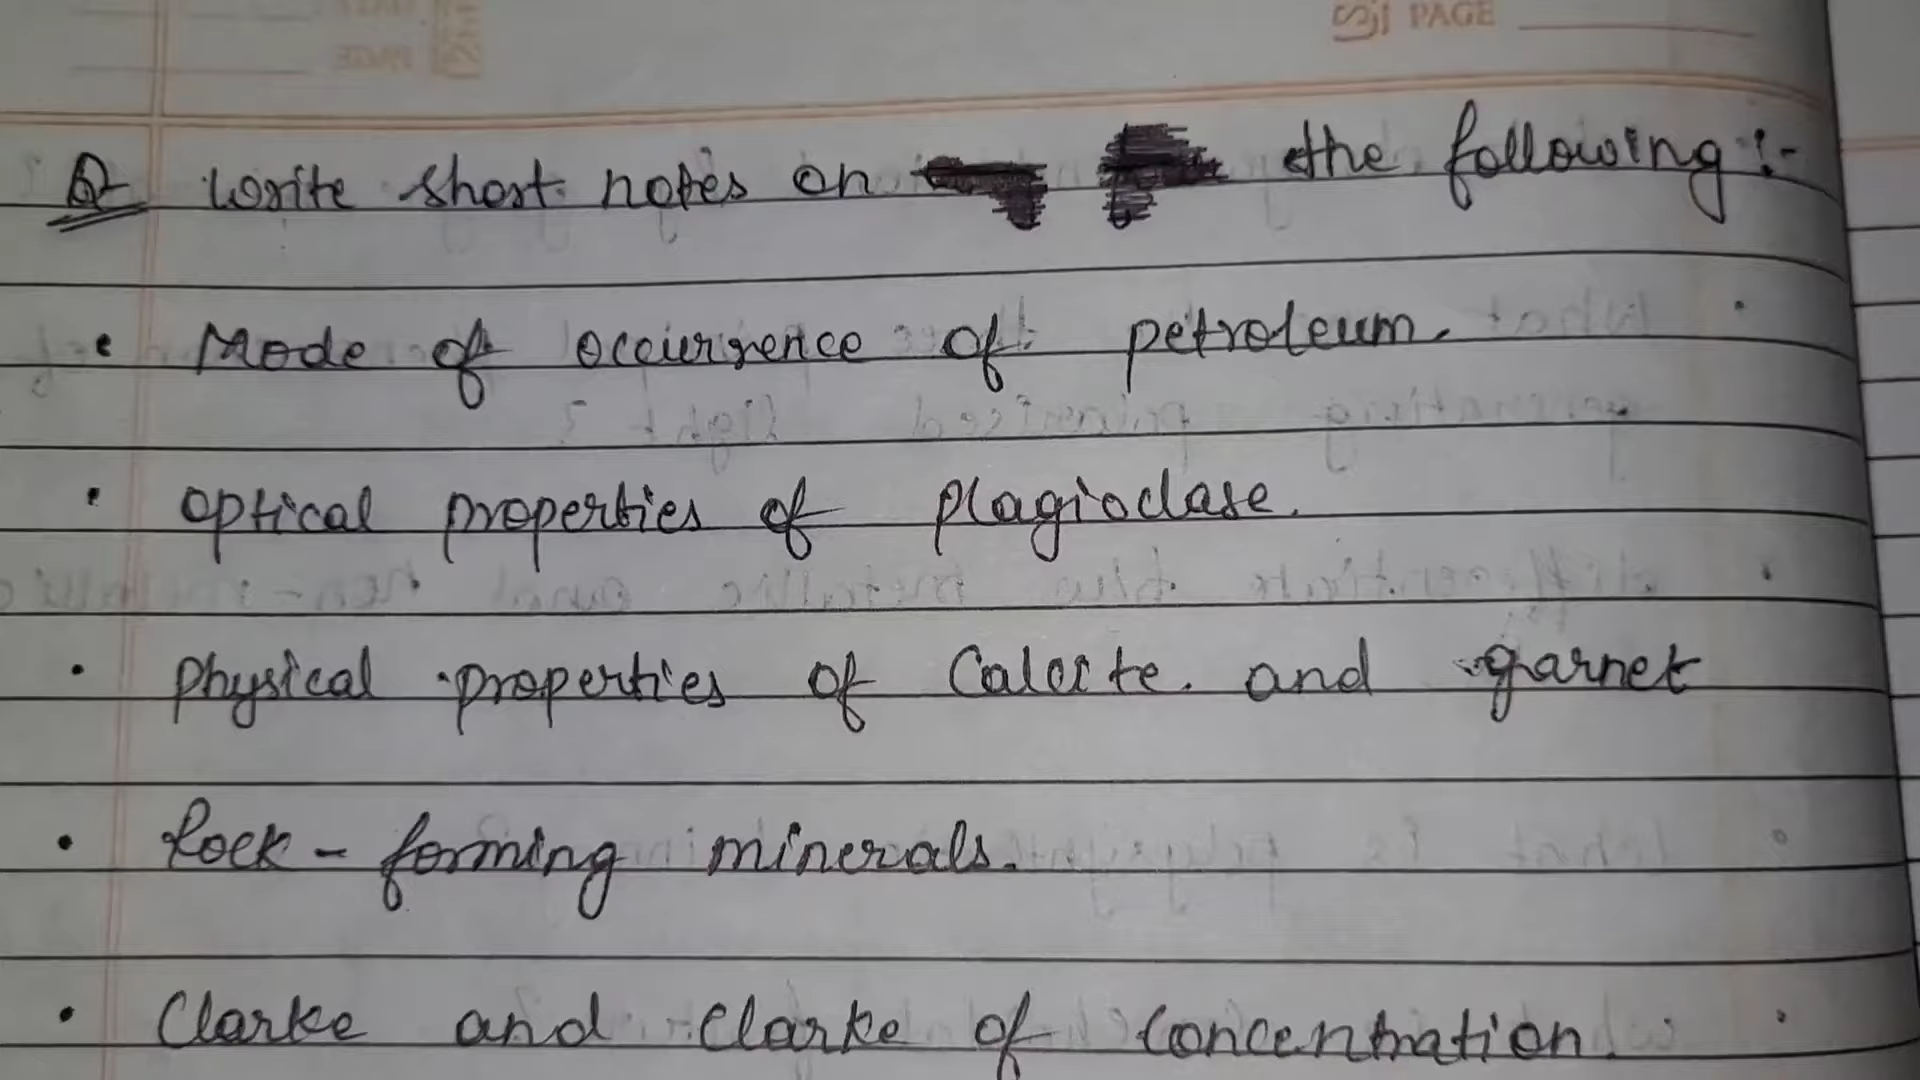 PAGE
Q Write short notes on the following :-
• Mode of occurrence of petroleum.
• optical properties of plagioclase.
• Physical properties of Calcite. and garnet
• Rock - forming minerals.
• Clarke and Clarke of Concentration.